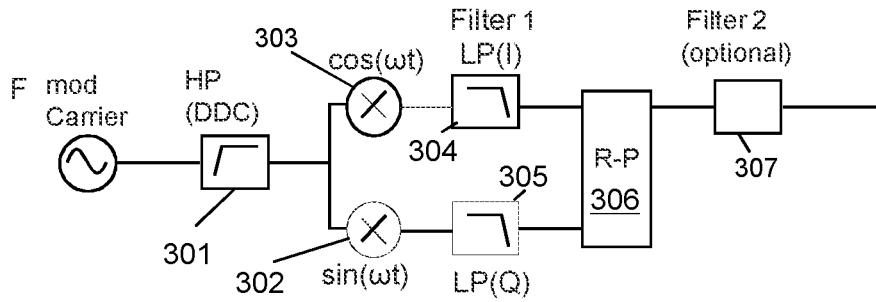 303
Filter 1
Filter 2
cos(ωt)
LP(I)
(optional)
F mod
Carrier
HP
(DDC)
304
307
R-P
306
305
301
302
sin(ωt)
LP(Q)